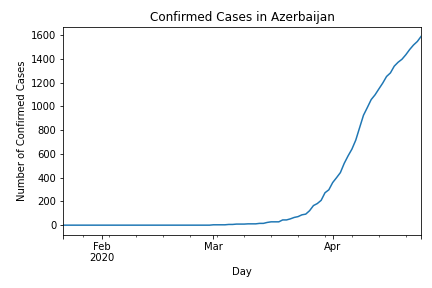 Confirmed Cases in Azerbaijan
Number of Confirmed Cases
1600
1400
1200
1000
800
600
400
200
0
Feb
2020
Mar
Apr
Day